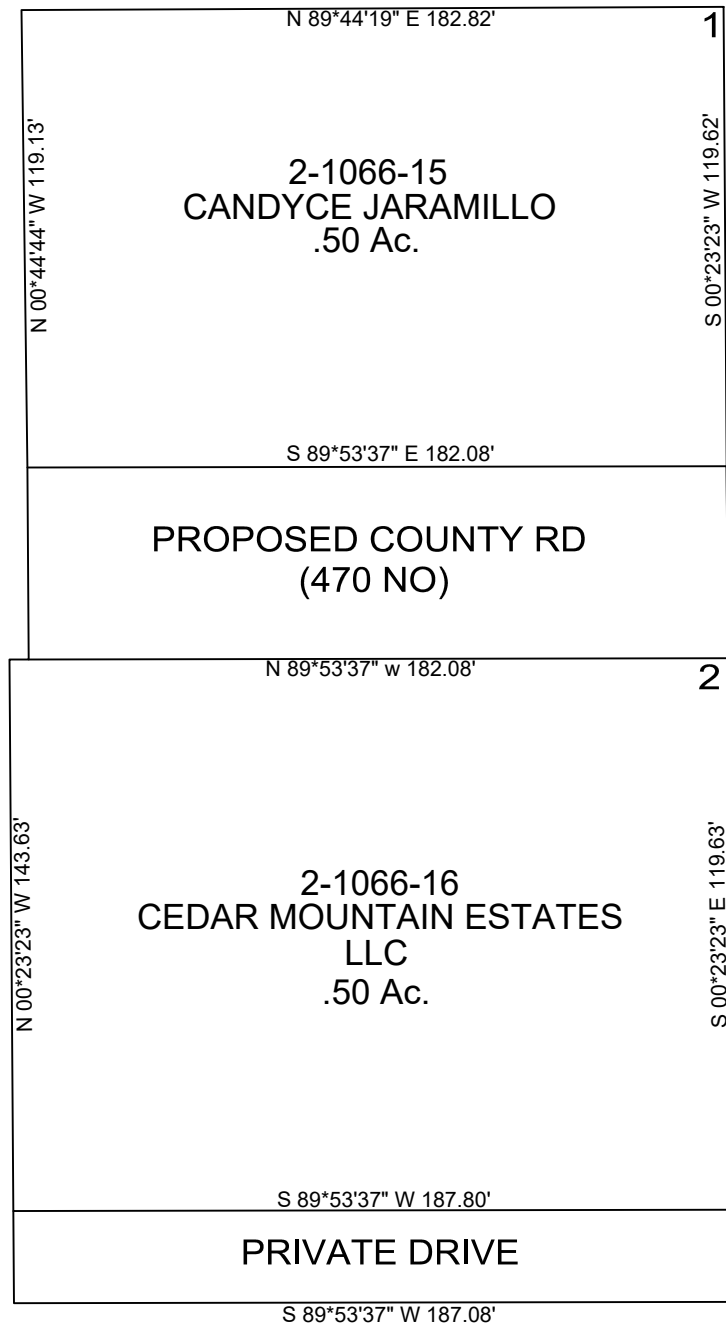 N 89*44'19" E 182.82'
1
N 00*44'44" W 119.13'
2-1066-15
CANDYCE JARAMILLO
.50 Ac.
S 00*23'23" W 119.62'
S 89*53'37" E 182.08'
PROPOSED COUNTY RD
(470 NO)
N 89*53'37" w 182.08'
2
N 00*23'23" W 143.63'
2-1066-16
CEDAR MOUNTAIN ESTATES
LLC
.50 Ac.
S 00*23'23" E 119.63'
S 89*53'37" W 187.80'
PRIVATE DRIVE
S 89*53'37" W 187.08'